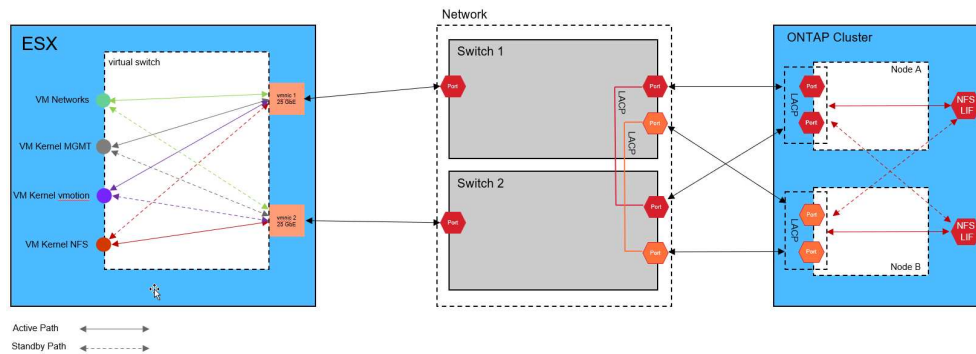 Network
ESX
virtual switch
VM Networks
VM Kernel MGMT
VM Kernel vmotion
VM Kernel NFS
vmnic 1
25 GbE
vmnic 2
25 GbE
Switch 1
Port
Port
Port
LACP
LACP
Switch 2
Port
Port
Port
ONTAP Cluster
Node A
LACP
Port
Port
NFS
LIF
LACP
Port
Port
NFS
LIF
Node B
Active Path
Standby Path